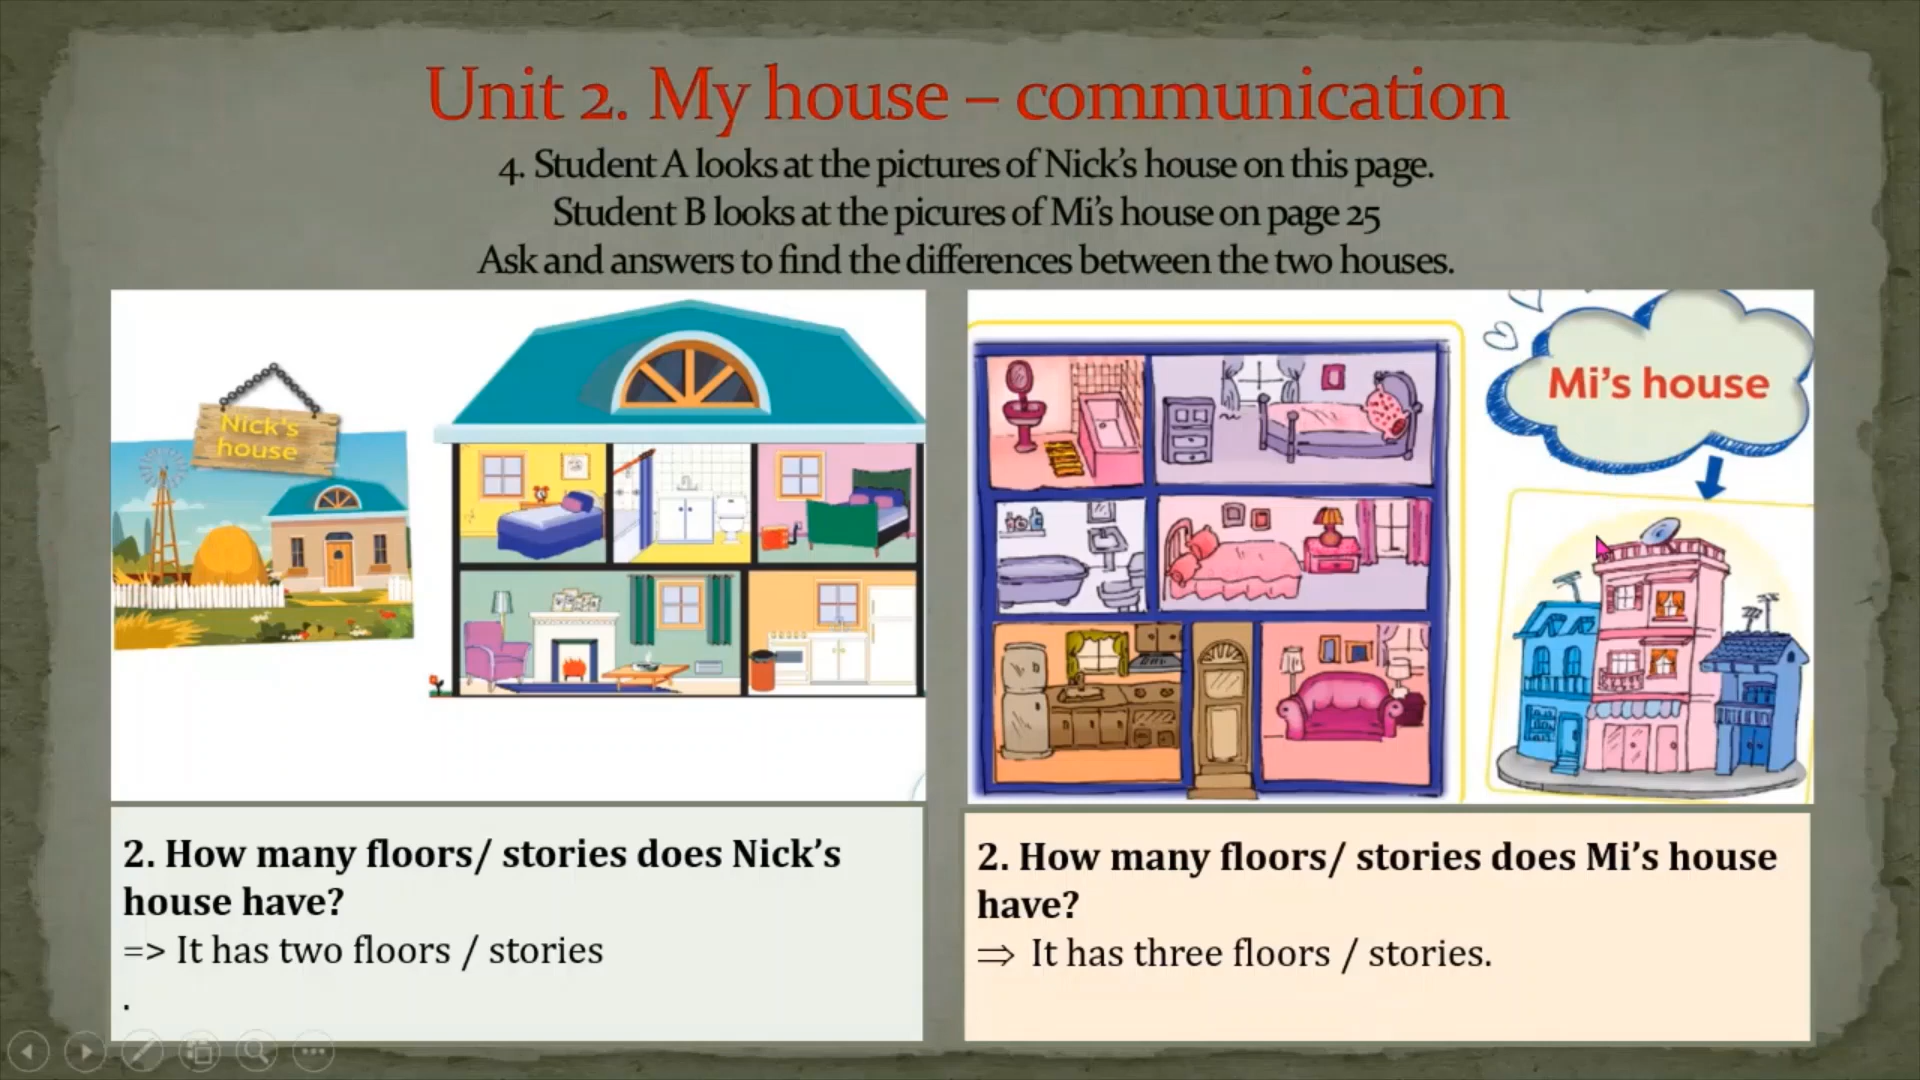 Unit 2. My house – communication
4. Student A looks at the pictures of Nick’s house on this page.
Student B looks at the picures of Mi’s house on page 25
Ask and answers to find the differences between the two houses.
Nick's
house
Mi’s house
2. How many floors/ stories does Nick’s
house have?
=> It has two floors / stories
.
2. How many floors/ stories does Mi’s house
have?
⇒ It has three floors / stories.